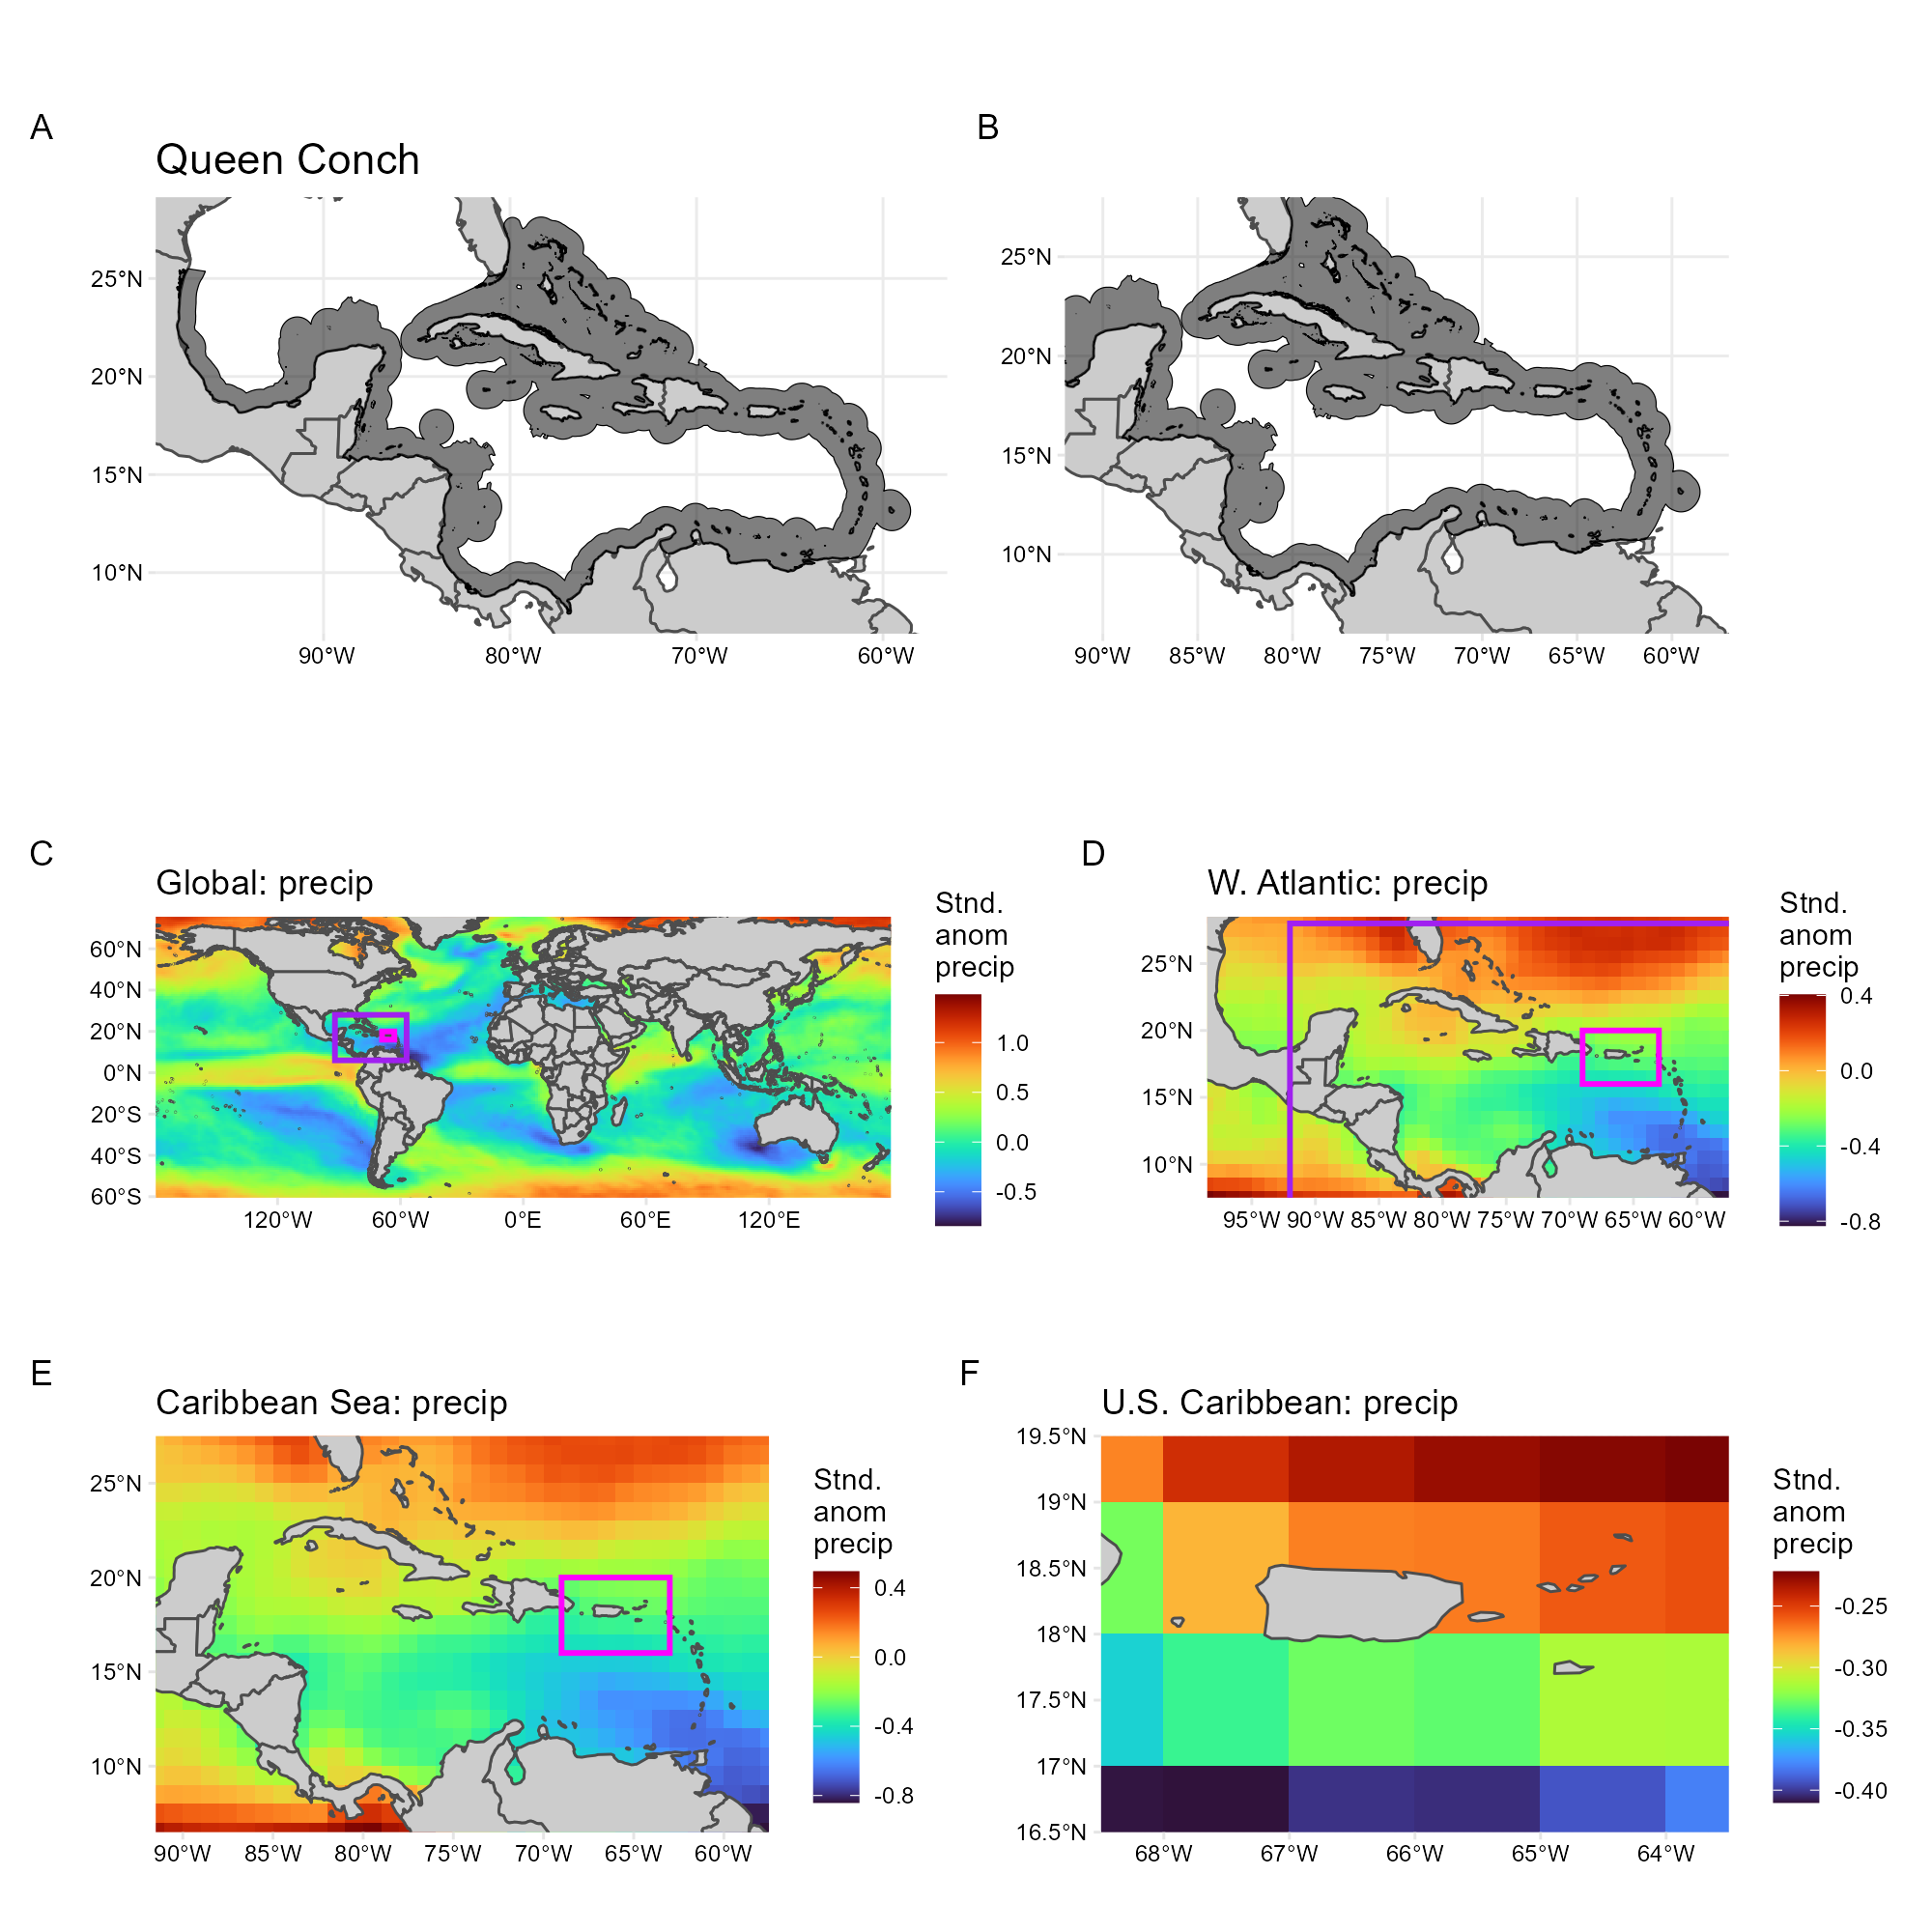 A
B
Queen Conch
25°N
20°N
15°N
10°N
90°W 80°W 70°W 60°W
25°N
20°N
15°N
10°N
90°W 85°W 80°W 75°W 70°W 65°W 60°W
C
Global: precip
60°N
40°N
20°N
0°N
20°S
40°S
60°S
120°W 60°W 0°E 60°E 120°E
Stnd.
anom
precip
1.0
0.5
0.0
-0.5
D
W. Atlantic: precip
25°N
20°N
15°N
10°N
95°W 90°W 85°W 80°W 75°W 70°W 65°W 60°W
Stnd.
anom
precip
0.4
0.0
-0.4
-0.8
E
Caribbean Sea: precip
25°N
20°N
15°N
10°N
90°W 85°W 80°W 75°W 70°W 65°W 60°W
Stnd.
anom
precip
0.4
0.0
-0.4
-0.8
F
U.S. Caribbean: precip
19.5°N
19°N
18.5°N
18°N
17.5°N
17°N
16.5°N
68°W 67°W 66°W 65°W 64°W
Stnd.
anom
precip
-0.25
-0.30
-0.35
-0.40